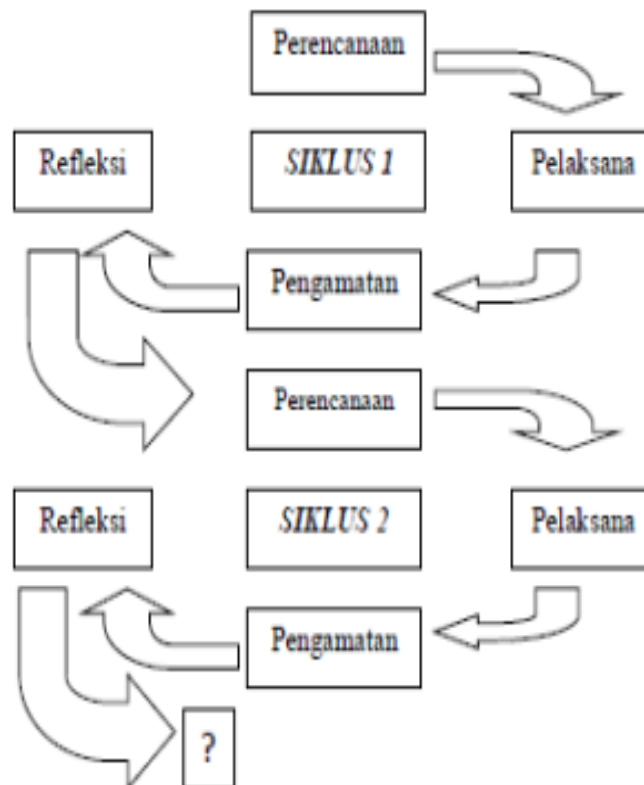 Perencanaan
Refleksi
SIKLUS 1
Pelaksana
Pengamatan
Perencanaan
Refleksi
SIKLUS 2
Pelaksana
Pengamatan
?